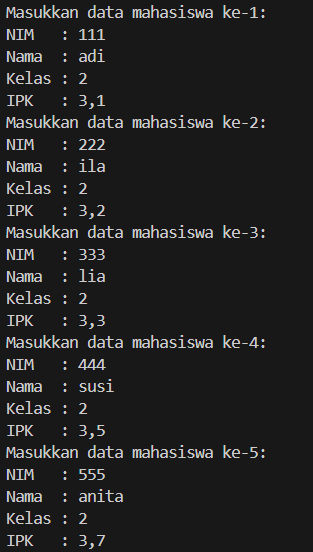 Masukkan data mahasiswa ke-1:
NIM   : 111
Nama  : adi
Kelas : 2
IPK   : 3,1
Masukkan data mahasiswa ke-2:
NIM   : 222
Nama  : ila
Kelas : 2
IPK   : 3,2
Masukkan data mahasiswa ke-3:
NIM   : 333
Nama  : lia
Kelas : 2
IPK   : 3,3
Masukkan data mahasiswa ke-4:
NIM   : 444
Nama  : susi
Kelas : 2
IPK   : 3,5
Masukkan data mahasiswa ke-5:
NIM   : 555
Nama  : anita
Kelas : 2
IPK   : 3,7